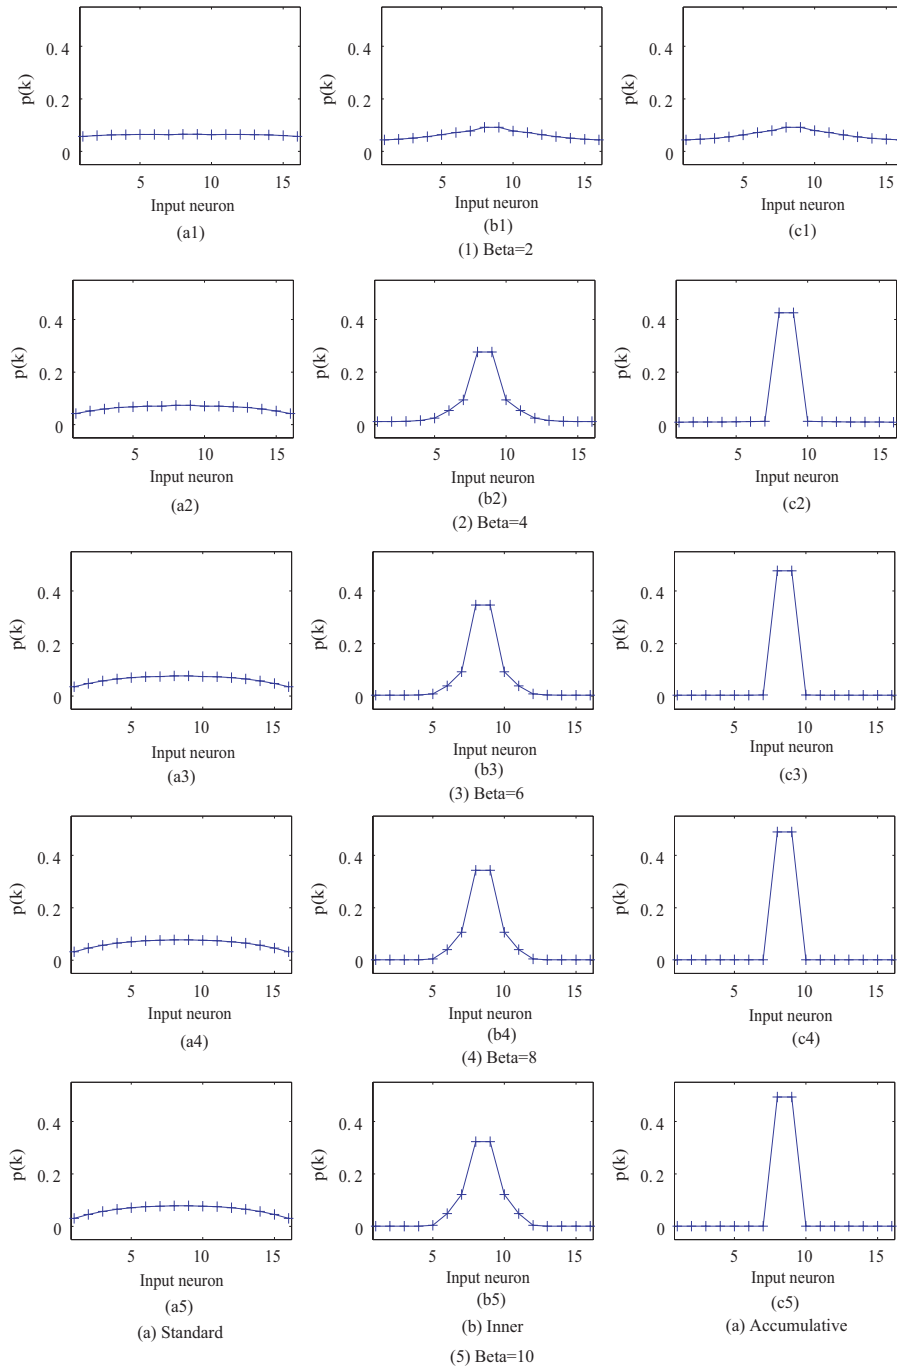 0.4 0.4 0.4
p(k) p(k) p(k)
0.2 0.2 0.2
0 0 0
5 10 15 5 10 15 5 10 15
Input neuron Input neuron Input neuron
(a1) (b1) (c1)
(1) Beta=2
0.4 0.4 0.4
p(k) p(k) p(k)
0.2 0.2 0.2
0 0 0
5 10 15 5 10 15 5 10 15
Input neuron Input neuron Input neuron
(a2) (b2) (c2)
(2) Beta=4
0.4 0.4 0.4
p(k) p(k) p(k)
0.2 0.2 0.2
0 0 0
5 10 15 5 10 15 5 10 15
Input neuron Input neuron Input neuron
(a3) (b3) (c3)
(3) Beta=6
0.4 0.4 0.4
p(k) p(k) p(k)
0.2 0.2 0.2
0 0 0
5 10 15 5 10 15 5 10 15
Input neuron Input neuron Input neuron
(a4) (b4) (c4)
(4) Beta=8
0.4 0.4 0.4
p(k) p(k) p(k)
0.2 0.2 0.2
0 0 0
5 10 15 5 10 15 5 10 15
Input neuron Input neuron Input neuron
(a5) (b5) (c5)
(a) Standard (b) Inner (a) Accumulative
(5) Beta=10